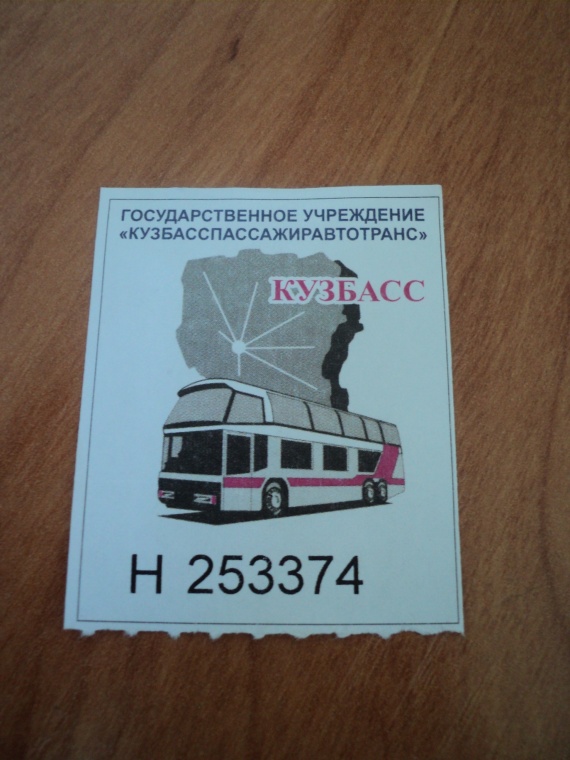 ГОСУДАРСТВЕННОЕ УЧРЕЖДЕНИЕ
«КУЗБАССПАССАЖИРАВТОТРАНС»
КУЗБАСС
Н 253374